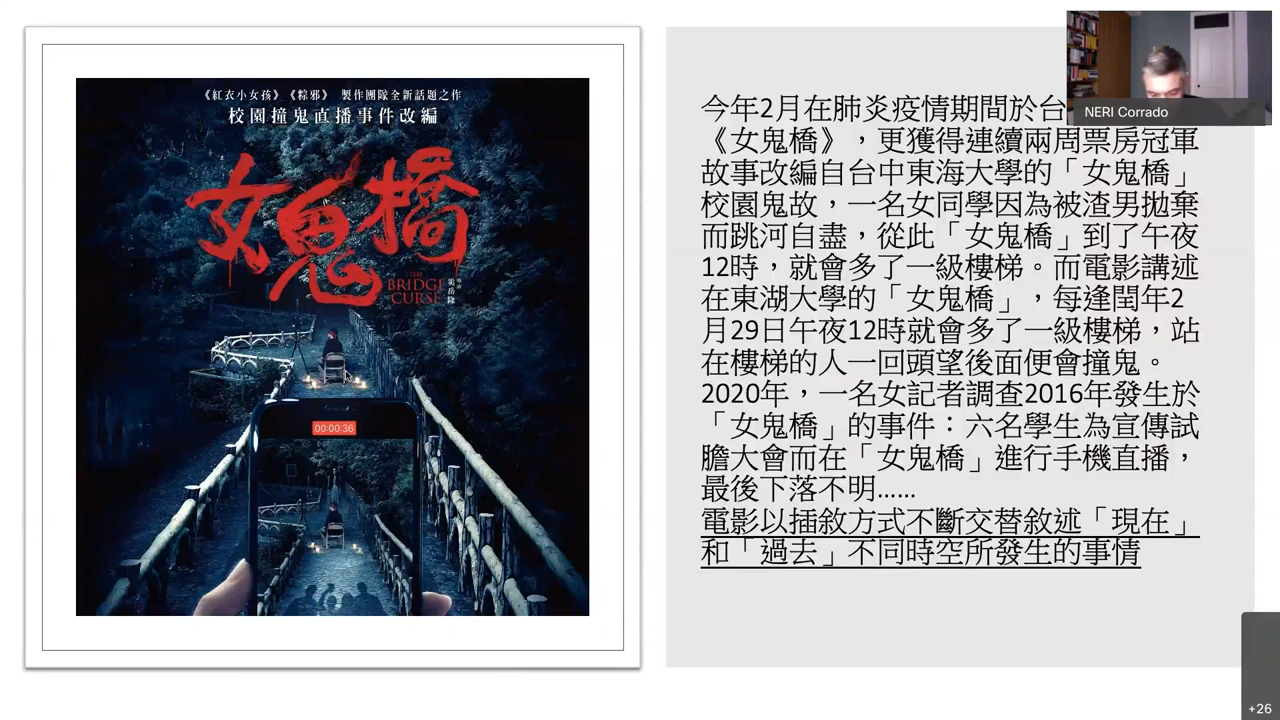 《紅衣小女孩》《粽邪》 製作團隊全新話題之作
校園撞鬼直播事件改編
女鬼橋
THE
BRIDGE
CURSE
00:00:36
今年2月在肺炎疫情期間於台
《女鬼橋》，更獲得連續兩周票房冠軍
故事改編自台中東海大學的「女鬼橋」
校園鬼故，一名女同學因為被渣男拋棄
而跳河自盡，從此「女鬼橋」到了午夜
12時，就會多了一級樓梯。而電影講述
在東湖大學的「女鬼橋」，每逢閏年2
月29日午夜12時就會多了一級樓梯，站
在樓梯的人一回頭望後面便會撞鬼。
2020年，一名女記者調查2016年發生於
「女鬼橋」的事件：六名學生為宣傳試
膽大會而在「女鬼橋」進行手機直播，
最後下落不明……
電影以插敘方式不斷交替敘述「現在」
和「過去」不同時空所發生的事情
NERI Corrado
+26